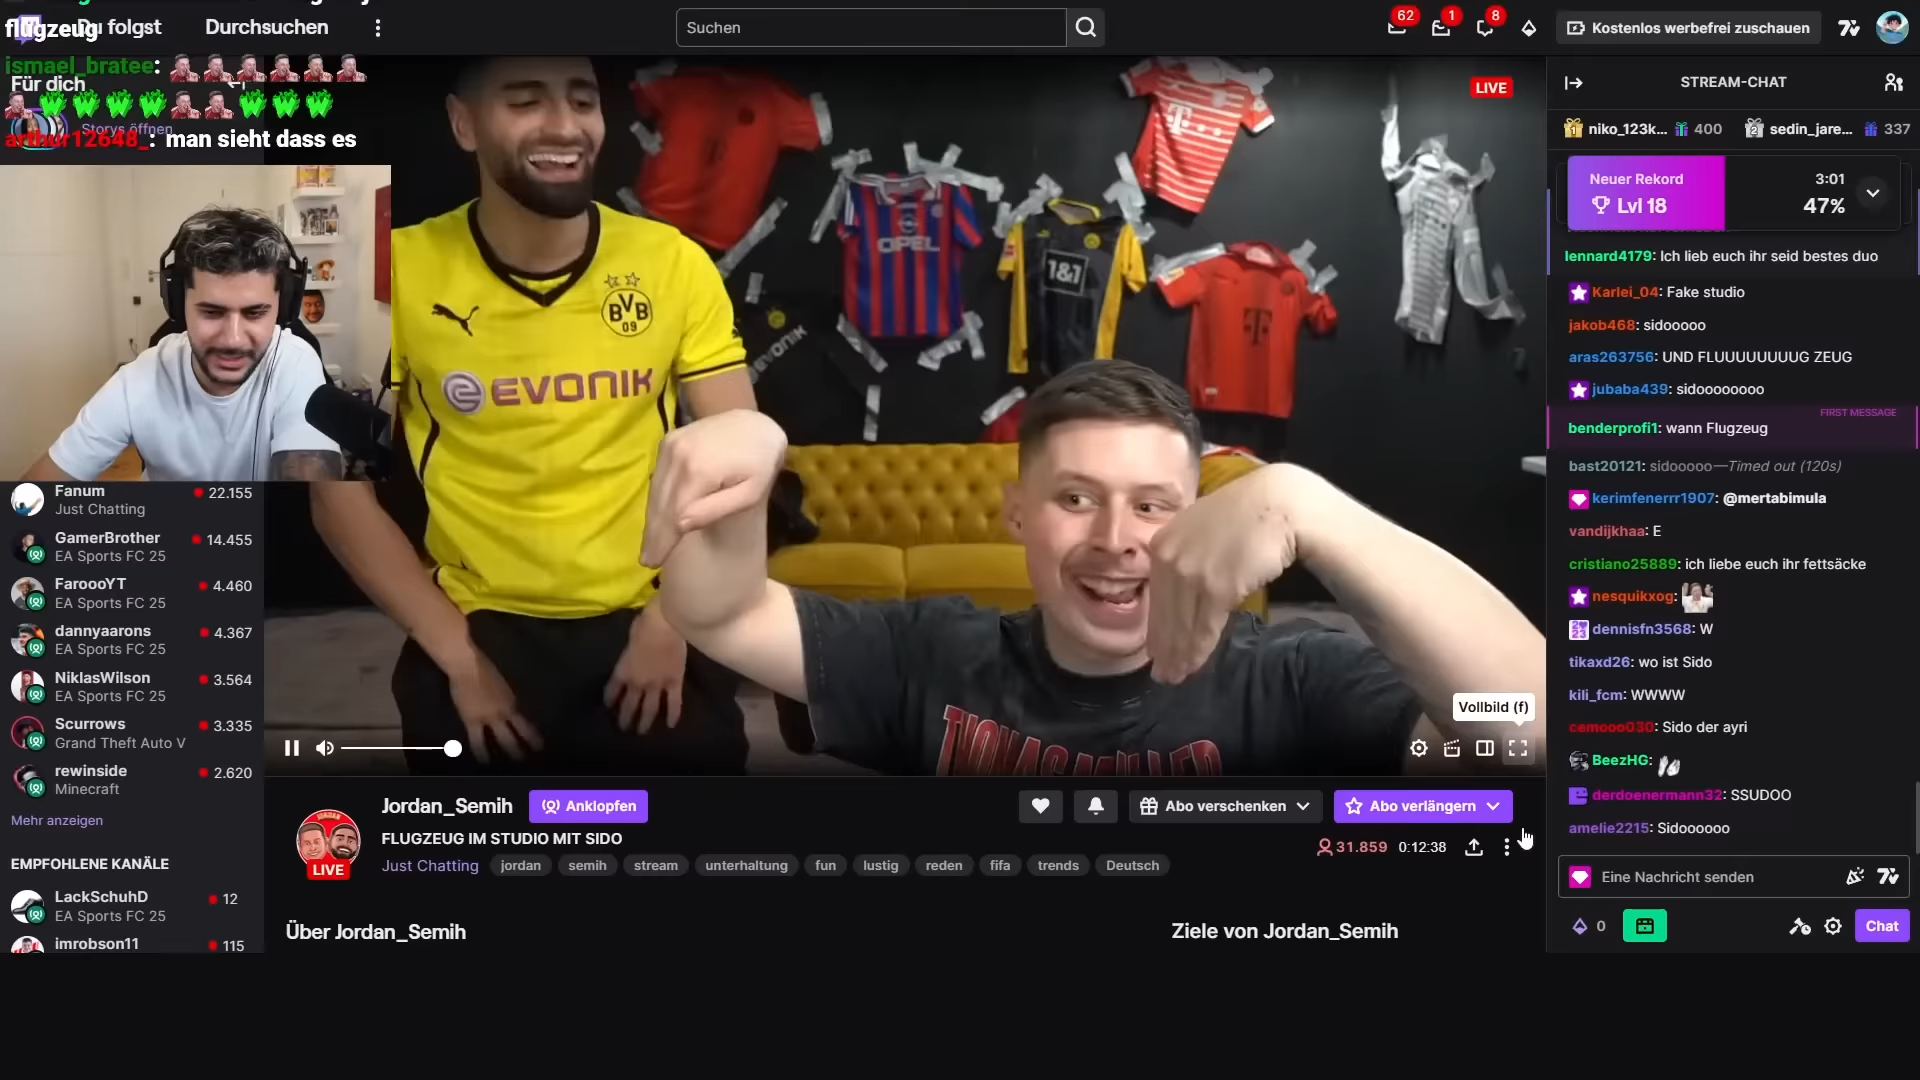 flugzeug
Du folgst
Durchsuchen
Suchen
62
1
8
Kostenlos werbefrei zuschauen
ismael_bratee:
Für dich
Storys öffnen
arthur12648_: man sieht dass es
Fanum
22.155
Just Chatting
GamerBrother
14.455
EA Sports FC 25
FaroooYT
4.460
EA Sports FC 25
dannyaarons
4.367
EA Sports FC 25
NiklasWilson
3.564
EA Sports FC 25
Scurrows
3.335
Grand Theft Auto V
rewinside
2.620
Minecraft
Mehr anzeigen
EMPFOHLENE KANÄLE
LackSchuhD
12
EA Sports FC 25
imrobson11
115
LIVE
OPEL
1&1
T
T
EVONIK
BVB
09
EVONIK
Vollbild (f)
Jordan_Semih
Anklopfen
Abo verschenken
Abo verlängern
FLUGZEUG IM STUDIO MIT SIDO
31.859
0:12:38
LIVE
Just Chatting
jordan
semih
stream
unterhaltung
fun
lustig
reden
fifa
trends
Deutsch
Über Jordan_Semih
Ziele von Jordan_Semih
STREAM-CHAT
1
niko_123k...
400
2
sedin_jare...
337
Neuer Rekord
3:01
Lvl 18
47%
lennard4179: Ich lieb euch ihr seid bestes duo
Karlei_04: Fake studio
jakob468: sidooooo
aras263756: UND FLUUUUUUUUG ZEUG
jubaba439: sidoooooooo
FIRST MESSAGE
benderprofi1: wann Flugzeug
bast20121: sidooooo—Timed out (120s)
kerimfenerrr1907: @mertabimula
vandijkhaa: E
cristiano25889: ich liebe euch ihr fettsäcke
nesquikxog:
dennisfn3568: W
tikaxd26: wo ist Sido
kili_fcm: WWWW
cemooo030: Sido der ayri
BeezHG:
derdoenermann32: SSUDOO
amelie2215: Sidoooooo
Eine Nachricht senden
0
Chat